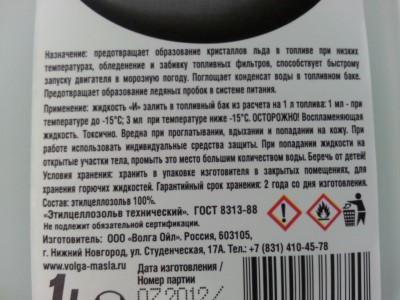 Назначение: предотвращает образование кристаллов льда в топливе при низких
температурах, обледенение и забивку топливных фильтров, способствует быстрому
запуску двигателя в морозную погоду. Поглощает конденсат воды в топливном баке.
Предотвращает образование ледяных пробок в системе питания.
Применение: жидкость «И» залить в топливный бак из расчета на 1 л топлива: 1 мл -при
температуре до -15°С; 3 мл при температуре ниже -15°С. ОСТОРОЖНО! Воспламеняющая
жидкость. Токсично. Вредна при проглатывании, вдыхании и попадании на кожу. При
работе использовать индивидуальные средства защиты. При попадании жидкости на
открытые участки тела, промыть это место большим количеством воды. Беречь от детей!
Условия хранения: хранить в упаковке изготовителя в закрытых помещениях, для
хранения горючих жидкостей. Гарантийный срок хранения: 2 года со дня изготовления.
Состав: этилцеллозольв 100%.
«Этилцеллозольв технический». ГОСТ 8313-88
Не подлежит обязательной сертификации.
Изготовитель: ООО «Волга Ойл». Россия, 603105,
г. Нижний Новгород, ул. Студенческая, 17А. Тел.: +7 (831) 410-45-78
www.volga-masla.ru
Дата изготовления /
Номер партии
072012/